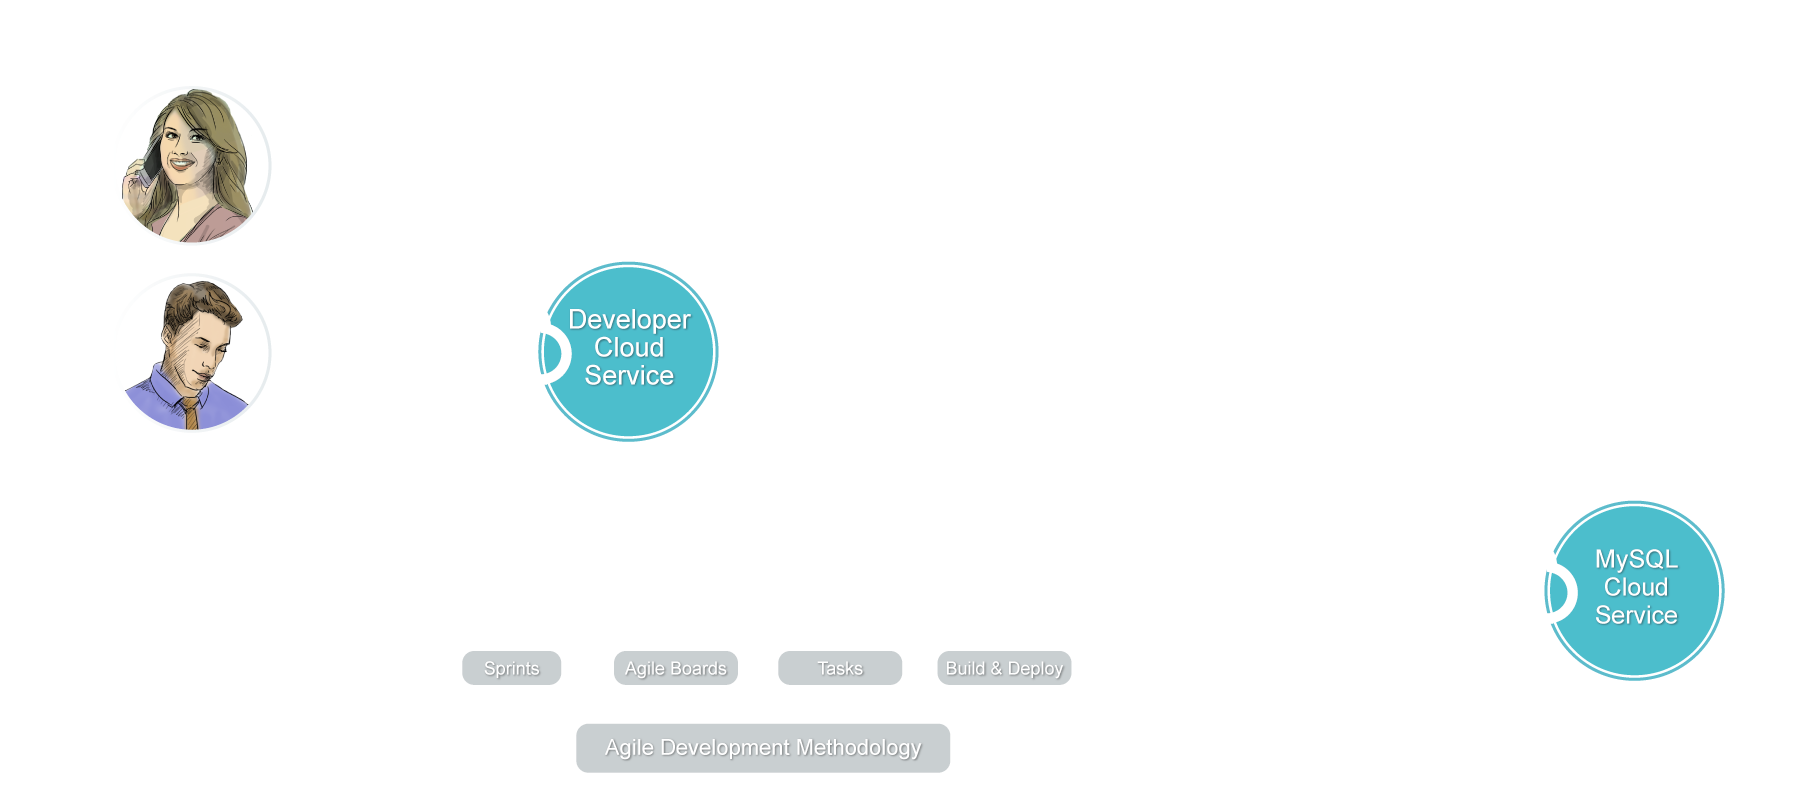 Developer
Cloud
Service
MySQL
Cloud
Service
Sprints
Agile Boards
Tasks
Build & Deploy
Agile Development Methodology